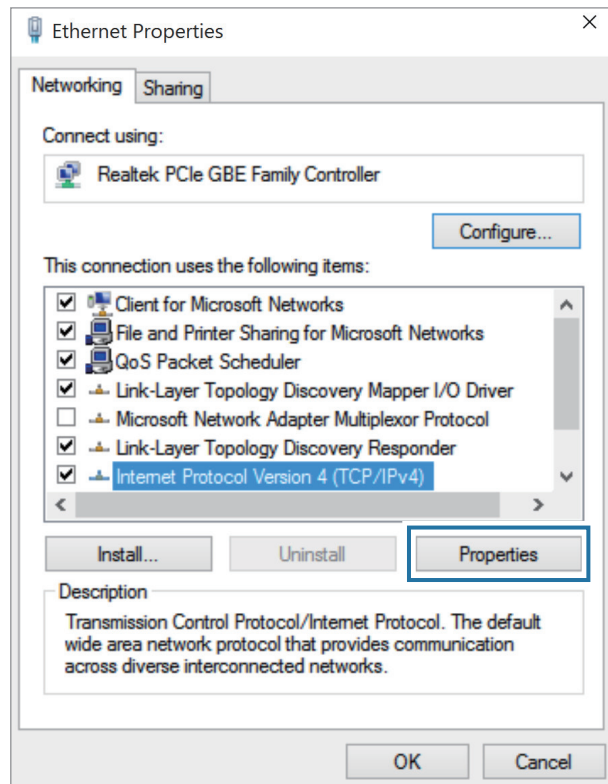 Ethernet Properties
Networking
Sharing
Connect using:
Realtek PCIe GBE Family Controller
Configure...
This connection uses the following items:
Client for Microsoft Networks
File and Printer Sharing for Microsoft Networks
QoS Packet Scheduler
Link-Layer Topology Discovery Mapper I/O Driver
Microsoft Network Adapter Multiplexor Protocol
Link-Layer Topology Discovery Responder
Internet Protocol Version 4 (TCP/IPv4)
Install...
Uninstall
Properties
Description
Transmission Control Protocol/Internet Protocol. The default
wide area network protocol that provides communication
across diverse interconnected networks.
OK
Cancel